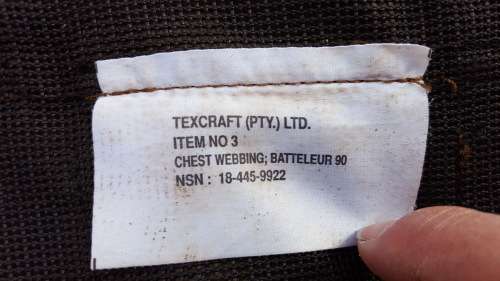 TEXCRAFT (PTY.) LTD.
ITEM NO 3
CHEST WEBBING; BATTELEUR 90
NSN : 18-445-9922